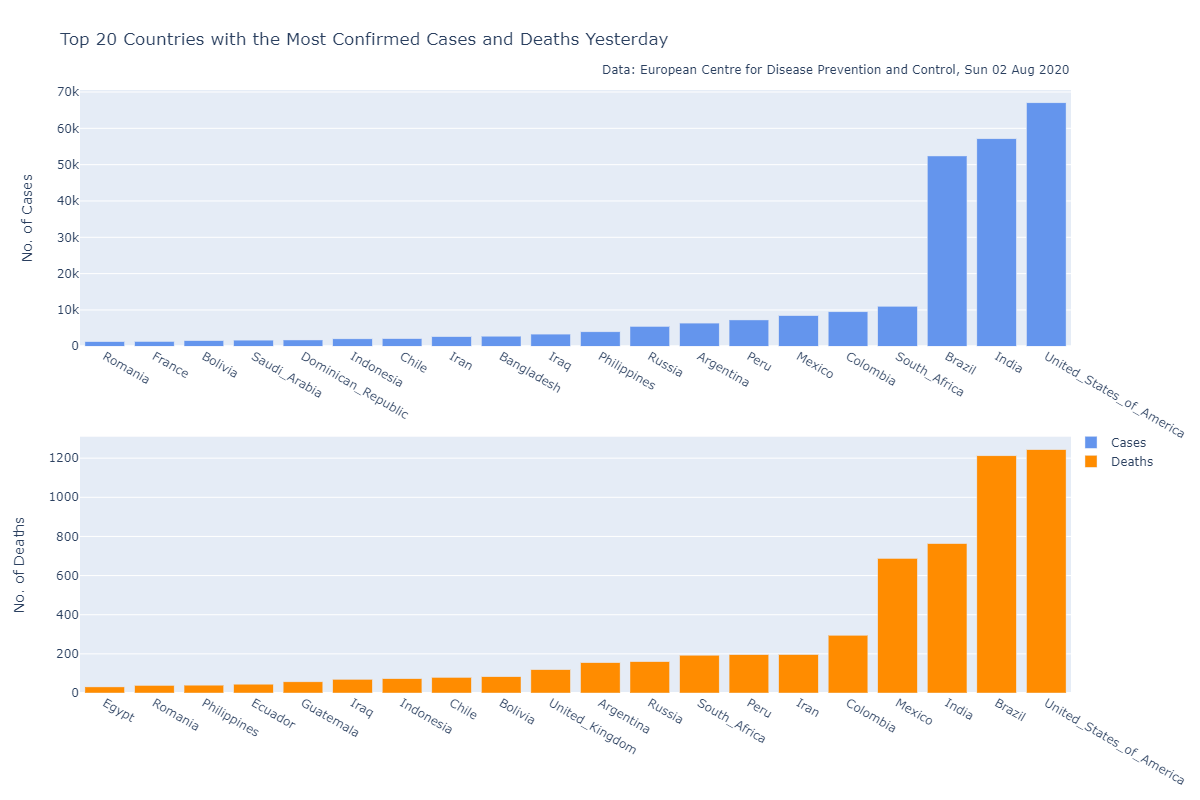 Top 20 Countries with the Most Confirmed Cases and Deaths Yesterday
Data: European Centre for Disease Prevention and Control, Sun 02 Aug 2020
No. of Cases
70k
60k
50k
40k
30k
20k
10k
0
Romania
France
Bolivia
Saudi_Arabia
Dominican_Republic
Indonesia
Chile
Iran
Bangladesh
Iraq
Philippines
Russia
Argentina
Peru
Mexico
Colombia
South_Africa
Brazil
India
United_States_of_America
Cases
Deaths
No. of Deaths
1200
1000
800
600
400
200
0
Egypt
Romania
Philippines
Ecuador
Guatemala
Iraq
Indonesia
Chile
Bolivia
United_Kingdom
Argentina
Russia
South_Africa
Peru
Iran
Colombia
Mexico
India
Brazil
United_States_of_America